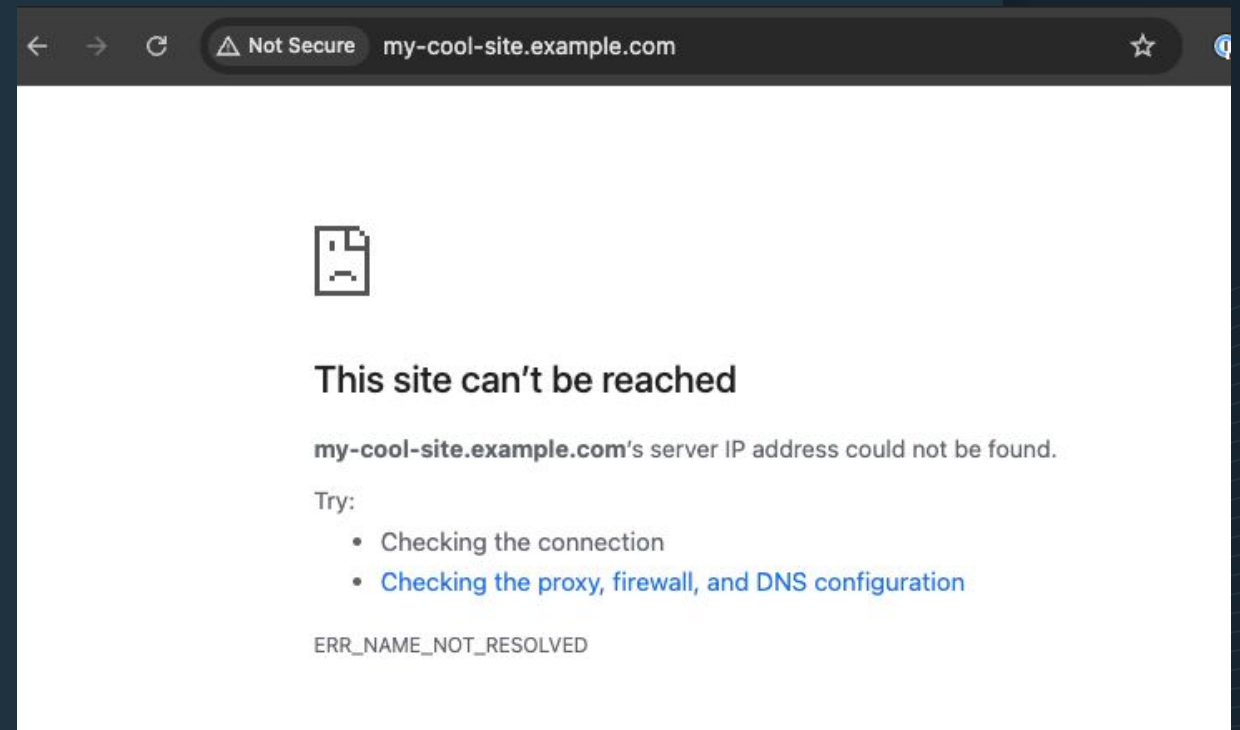 Not Secure my-cool-site.example.com
This site can’t be reached
my-cool-site.example.com’s server IP address could not be found.
Try:
• Checking the connection
• Checking the proxy, firewall, and DNS configuration
ERR_NAME_NOT_RESOLVED